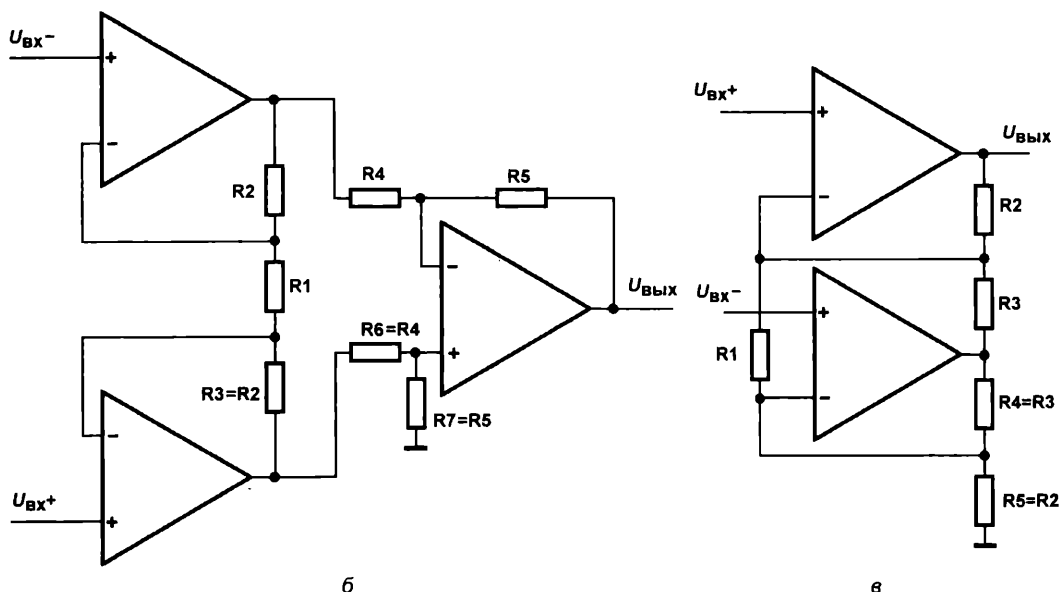 Uвх−
+
−
R2
R1
R3=R2
−
+
Uвх+
R4
R5
−
+
R6=R4
R7=R5
Uвых
б
Uвх+
+
−
Uвых
R2
R3
Uвх−
+
−
R1
R4=R3
R5=R2
в